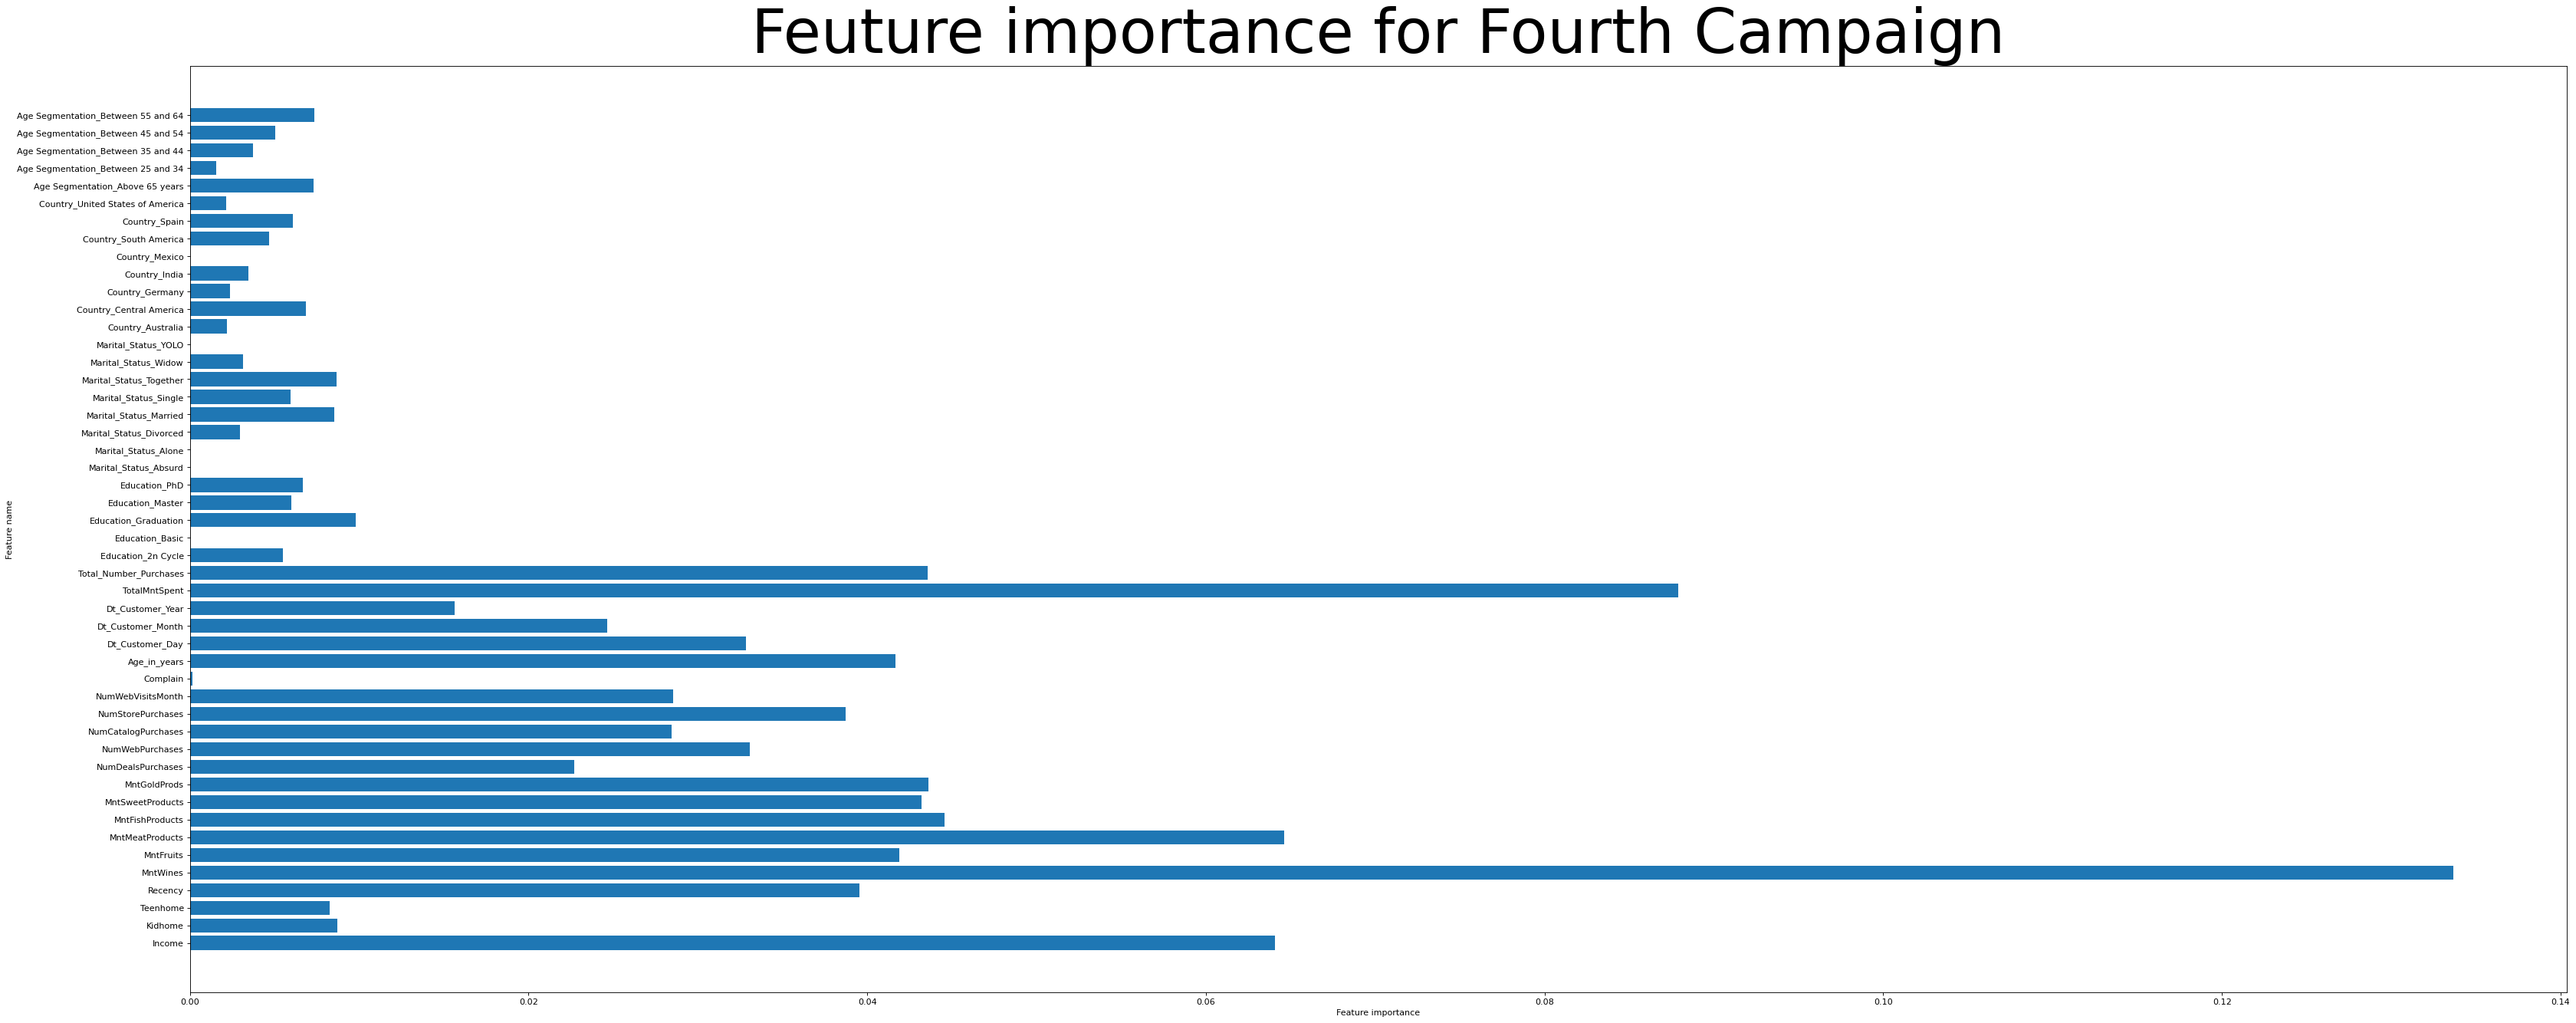 Feuture importance for Fourth Campaign
Age Segmentation_Between 55 and 64
Age Segmentation_Between 45 and 54
Age Segmentation_Between 35 and 44
Age Segmentation_Between 25 and 34
Age Segmentation_Above 65 years
Country_United States of America
Country_Spain
Country_South America
Country_Mexico
Country_India
Country_Germany
Country_Central America
Country_Australia
Marital_Status_YOLO
Marital_Status_Widow
Marital_Status_Together
Marital_Status_Single
Marital_Status_Married
Marital_Status_Divorced
Marital_Status_Alone
Marital_Status_Absurd
Education_PhD
Education_Master
Education_Graduation
Education_Basic
Education_2n Cycle
Total_Number_Purchases
TotalMntSpent
Dt_Customer_Year
Dt_Customer_Month
Dt_Customer_Day
Age_in_years
Complain
NumWebVisitsMonth
NumStorePurchases
NumCatalogPurchases
NumWebPurchases
NumDealsPurchases
MntGoldProds
MntSweetProducts
MntFishProducts
MntMeatProducts
MntFruits
MntWines
Recency
Teenhome
Kidhome
Income
Feature name
0.00 0.02 0.04 0.06 0.08 0.10 0.12 0.14
Feature importance